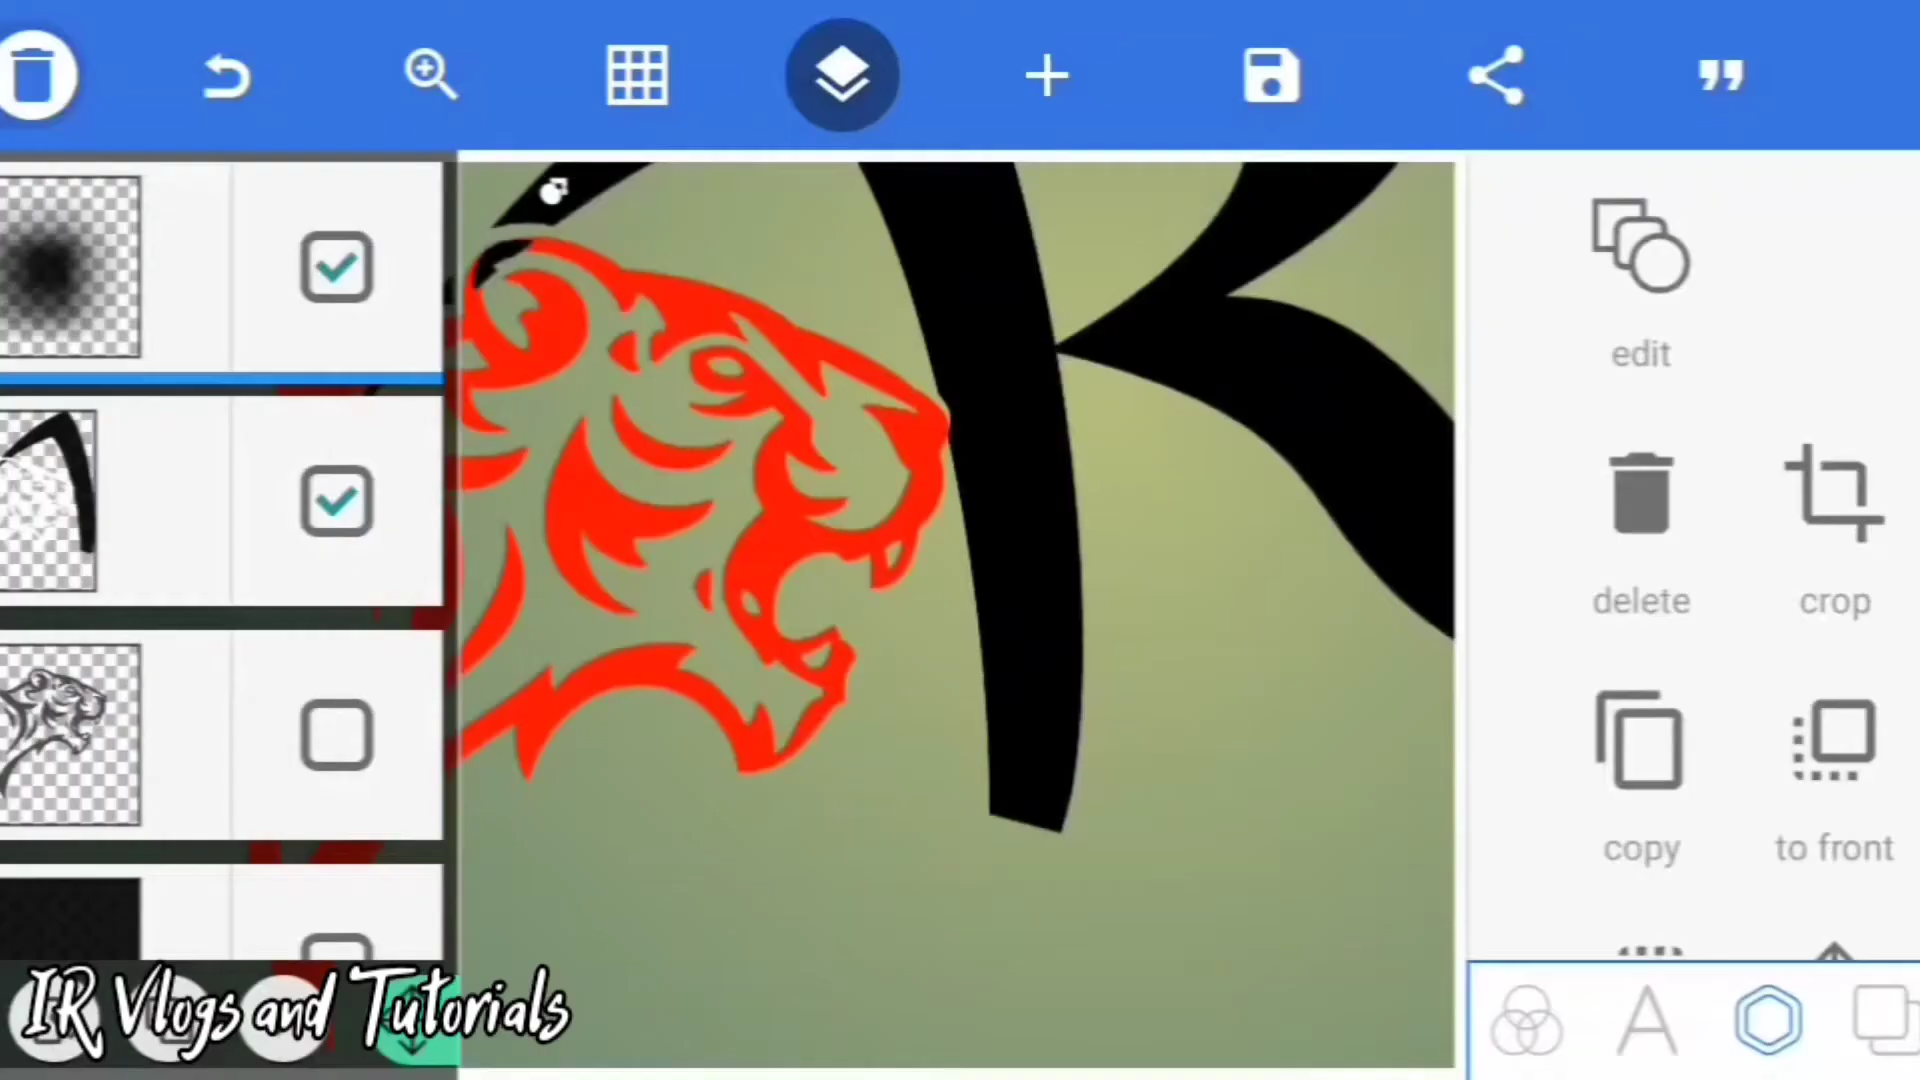 edit
delete
crop
copy
to front
IR Vlogs and Tutorials